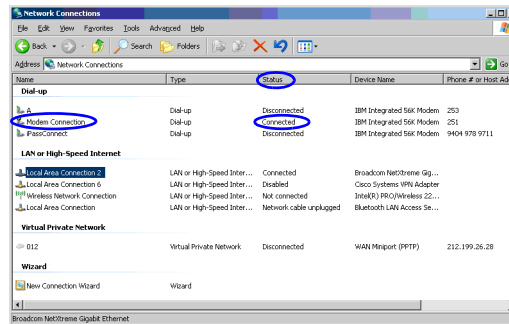 Network Connections
File Edit View Favorites Tools Advanced Help
Back Search Folders
Address Network Connections Go
Name Type Status Device Name Phone # or Host Ad
Dial-up
A Dial-up Disconnected IBM Integrated 56K Modem 253
Modem Connection Dial-up Connected IBM Integrated 56K Modem 251
iPassConnect Dial-up Disconnected IBM Integrated 56K Modem 9404 978 9711
LAN or High-Speed Internet
Local Area Connection 2 LAN or High-Speed Inter... Connected Broadcom NetXtreme Gig...
Local Area Connection 6 LAN or High-Speed Inter... Disabled Cisco Systems VPN Adapter
Wireless Network Connection LAN or High-Speed Inter... Not connected Intel(R) PRO/Wireless 22...
Local Area Connection LAN or High-Speed Inter... Network cable unplugged Bluetooth LAN Access Se...
Virtual Private Network
012 Virtual Private Network Disconnected WAN Miniport (PPTP) 212.199.26.28
Wizard
New Connection Wizard Wizard
Broadcom NetXtreme Gigabit Ethernet